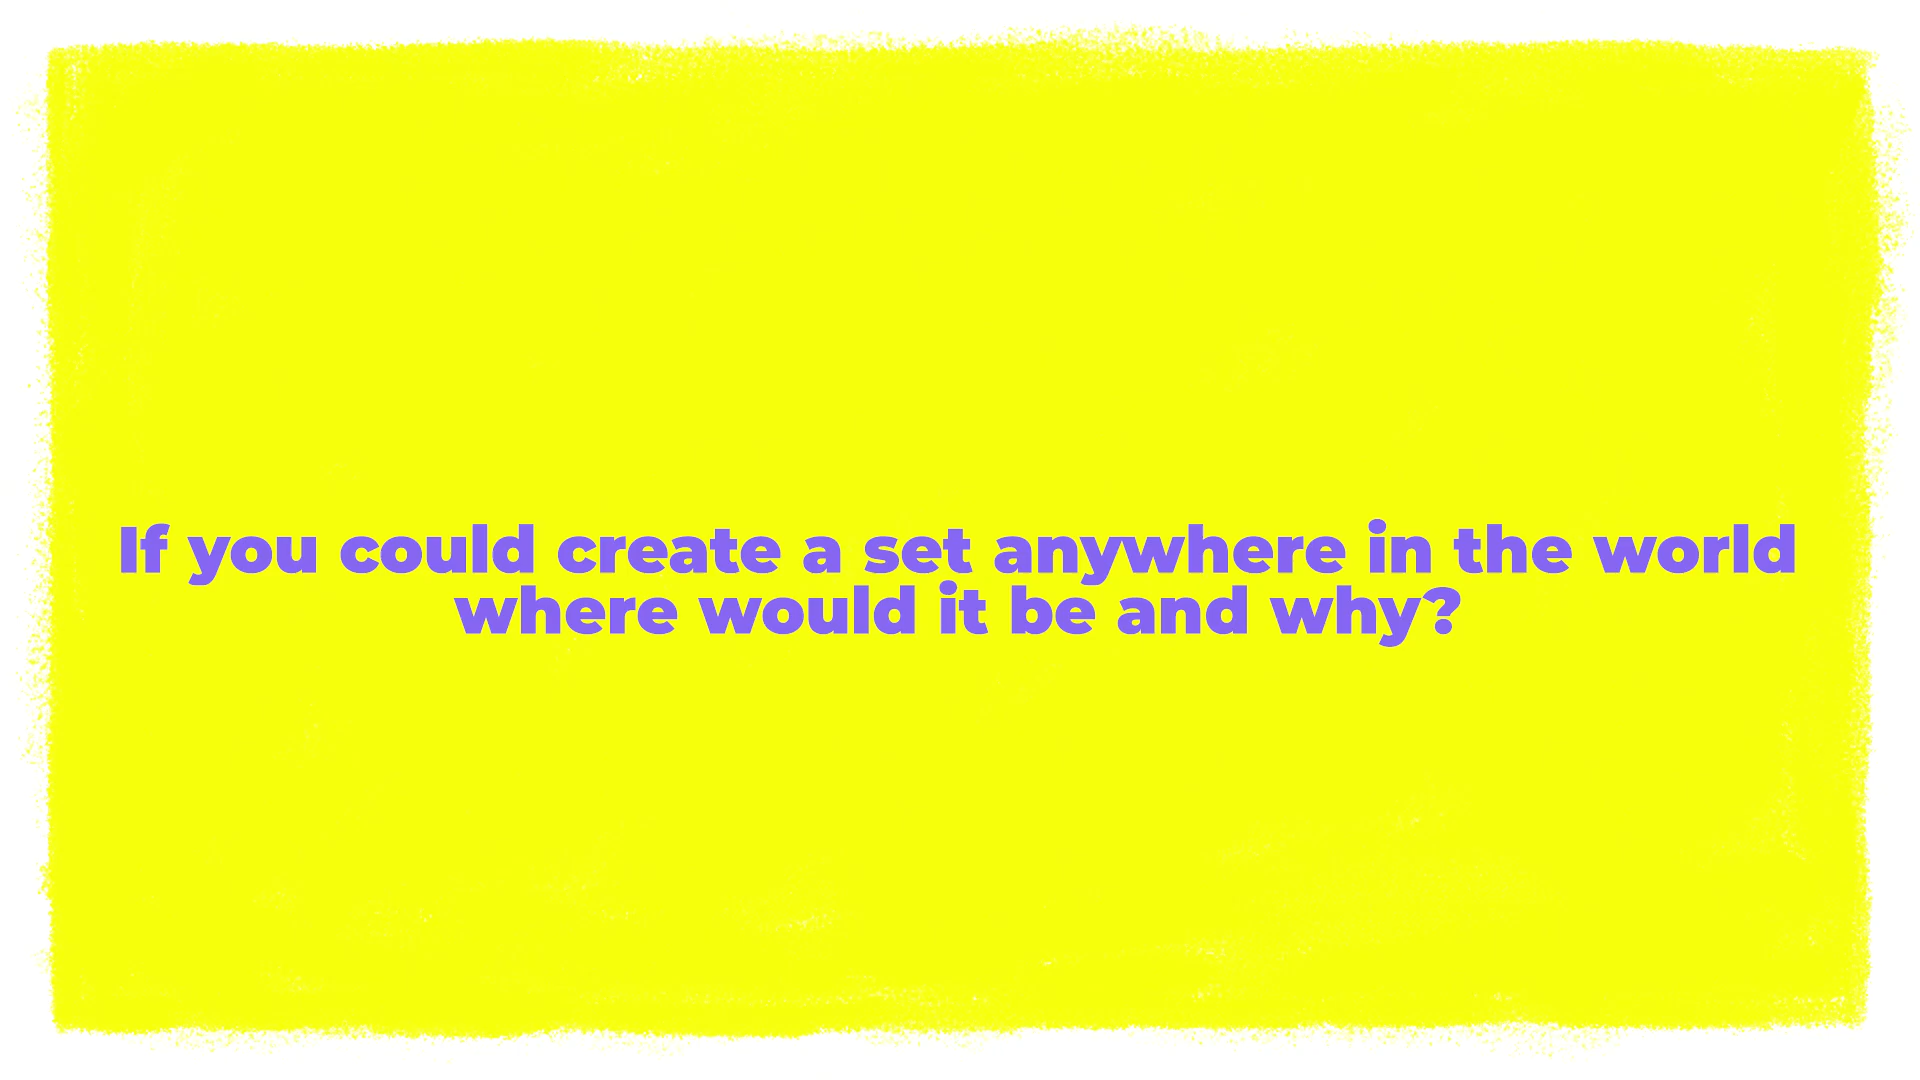 If you could create a set anywhere in the world
where would it be and why?